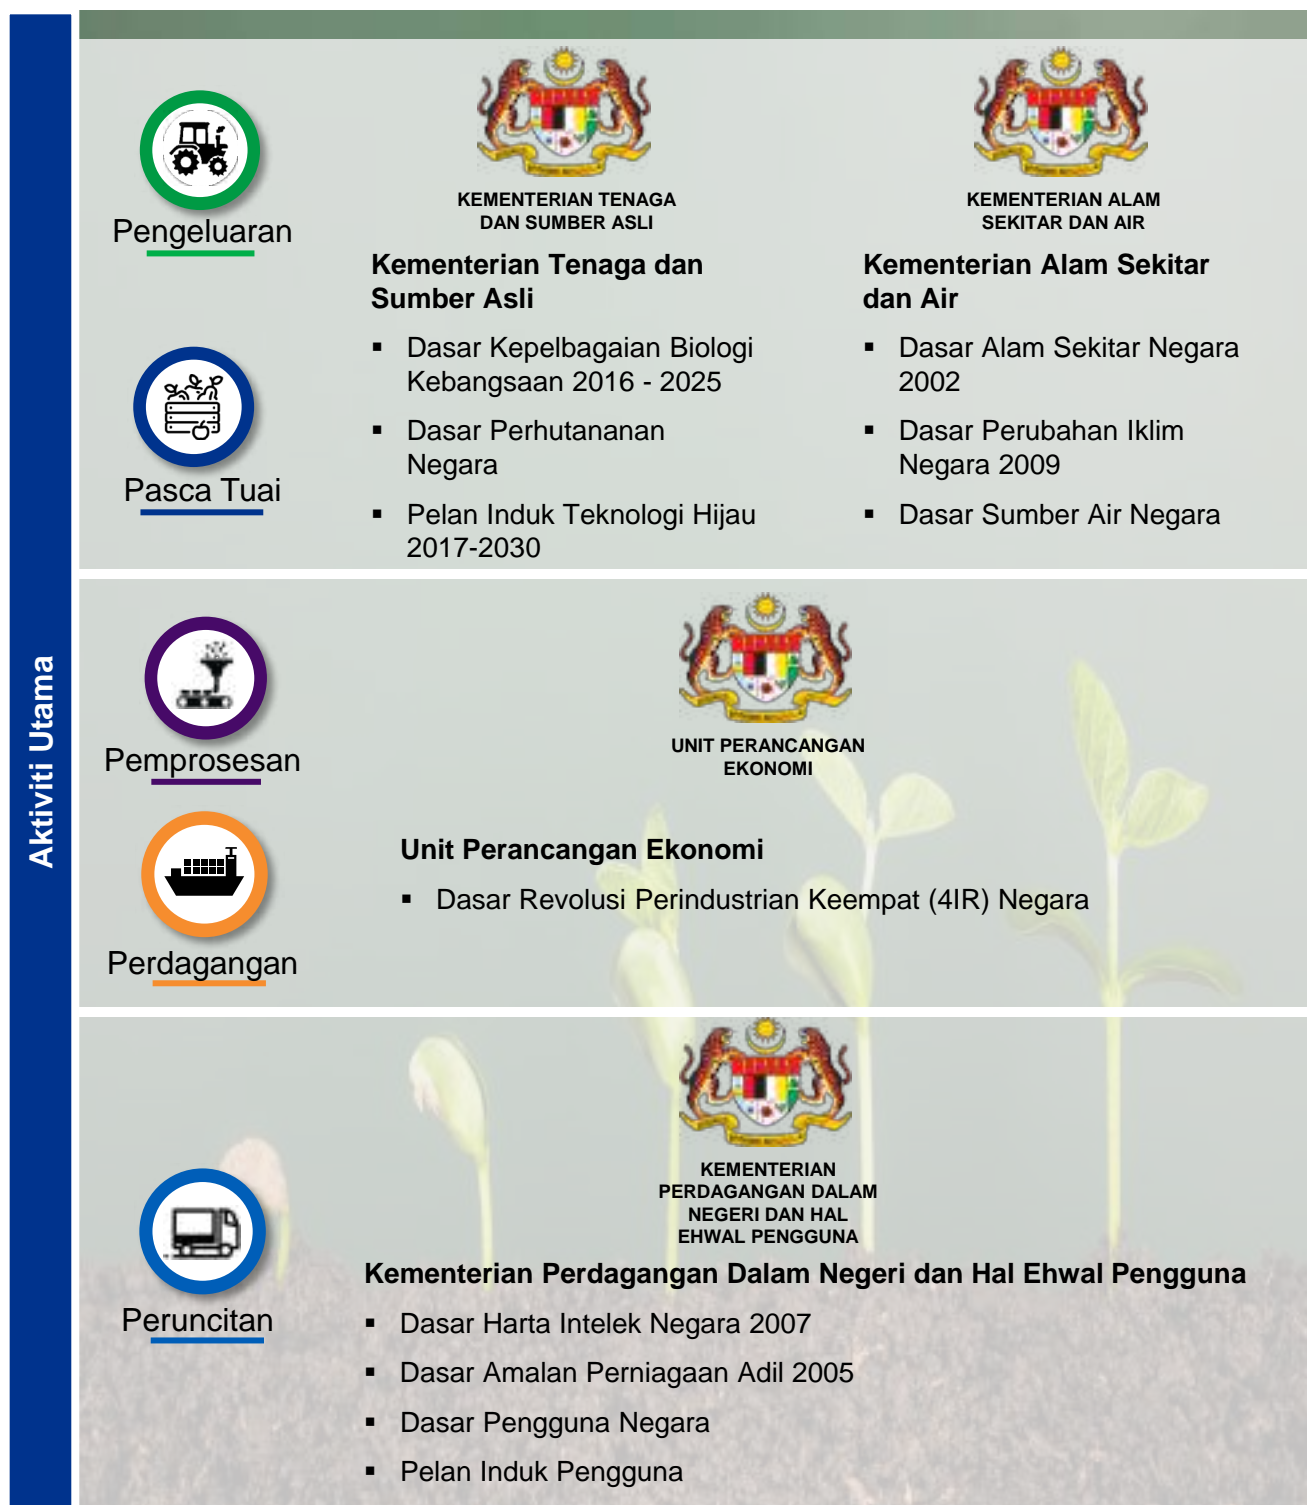 Aktiviti Utama
Pengeluaran
Pasca Tuai
KEMENTERIAN TENAGA
DAN SUMBER ASLI
Kementerian Tenaga dan
Sumber Asli
▪ Dasar Kepelbagaian Biologi
Kebangsaan 2016 - 2025
▪ Dasar Perhutananan
Negara
▪ Pelan Induk Teknologi Hijau
2017-2030
KEMENTERIAN ALAM
SEKITAR DAN AIR
Kementerian Alam Sekitar
dan Air
▪ Dasar Alam Sekitar Negara
2002
▪ Dasar Perubahan Iklim
Negara 2009
▪ Dasar Sumber Air Negara
Pemprosesan
Perdagangan
UNIT PERANCANGAN
EKONOMI
Unit Perancangan Ekonomi
▪ Dasar Revolusi Perindustrian Keempat (4IR) Negara
Peruncitan
KEMENTERIAN
PERDAGANGAN DALAM
NEGERI DAN HAL
EHWAL PENGGUNA
Kementerian Perdagangan Dalam Negeri dan Hal Ehwal Pengguna
▪ Dasar Harta Intelek Negara 2007
▪ Dasar Amalan Perniagaan Adil 2005
▪ Dasar Pengguna Negara
▪ Pelan Induk Pengguna